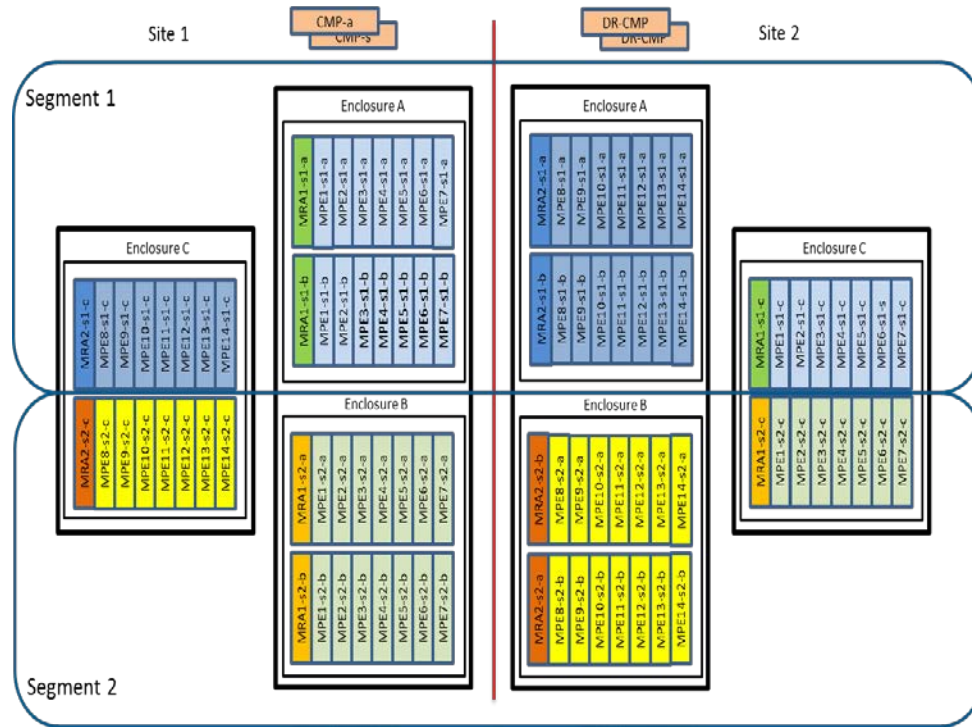 Site 1
CMP-a
CMP-s
DR-CMP
DR-CMP
Site 2
Segment 1
Enclosure A
MRA1-s1-a
MPE1-s1-a
MPE2-s1-a
MPE3-s1-a
MPE4-s1-a
MPE5-s1-a
MPE6-s1-a
MPE7-s1-a
MRA1-s1-b
MPE1-s1-b
MPE2-s1-b
MPE3-s1-b
MPE4-s1-b
MPE5-s1-b
MPE6-s1-b
MPE7-s1-b
Enclosure A
MRA2-s1-a
MPE8-s1-a
MPE9-s1-a
MPE10-s1-a
MPE11-s1-a
MPE12-s1-a
MPE13-s1-a
MPE14-s1-a
MRA2-s1-b
MPE8-s1-b
MPE9-s1-b
MPE10-s1-b
MPE11-s1-b
MPE12-s1-b
MPE13-s1-b
MPE14-s1-b
Enclosure C
MRA2-s1-c
MPE8-s1-c
MPE9-s1-c
MPE10-s1-c
MPE11-s1-c
MPE12-s1-c
MPE13-s1-c
MPE14-s1-c
MRA2-s2-c
MPE8-s2-c
MPE9-s2-c
MPE10-s2-c
MPE11-s2-c
MPE12-s2-c
MPE13-s2-c
MPE14-s2-c
Enclosure C
MRA1-s1-c
MPE1-s1-c
MPE2-s1-c
MPE3-s1-c
MPE4-s1-c
MPE5-s1-c
MPE6-s1-s
MPE7-s1-c
MRA1-s2-c
MPE1-s2-c
MPE2-s2-c
MPE3-s2-c
MPE4-s2-c
MPE5-s2-c
MPE6-s2-c
MPE7-s2-c
Enclosure B
MRA1-s2-a
MPE1-s2-a
MPE2-s2-a
MPE3-s2-a
MPE4-s2-a
MPE5-s2-a
MPE6-s2-a
MPE7-s2-a
MRA1-s2-b
MPE1-s2-b
MPE2-s2-b
MPE3-s2-b
MPE4-s2-b
MPE5-s2-b
MPE6-s2-b
MPE7-s2-b
Enclosure B
MRA2-s2-b
MPE8-s2-a
MPE9-s2-a
MPE10-s2-a
MPE11-s2-a
MPE12-s2-a
MPE13-s2-a
MPE14-s2-a
MRA2-s2-a
MPE8-s2-b
MPE9-s2-b
MPE10-s2-b
MPE11-s2-b
MPE12-s2-b
MPE13-s2-b
MPE14-s2-b
Segment 2